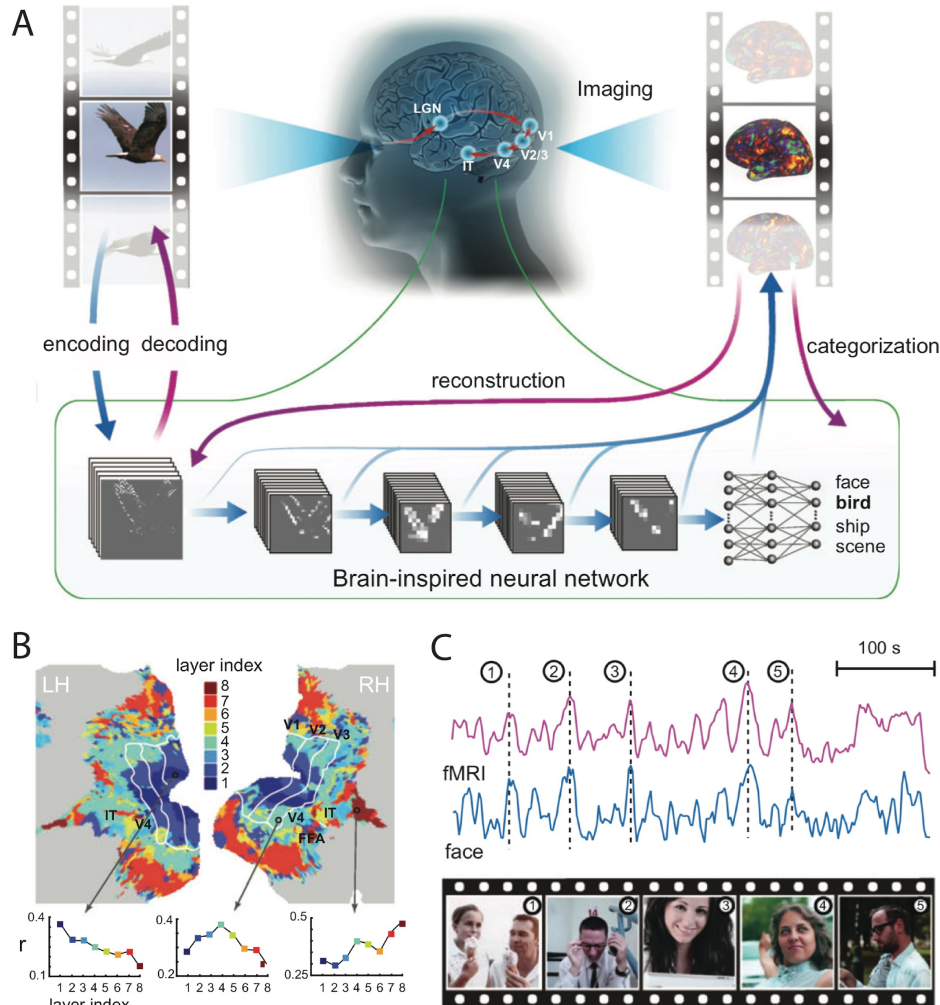 A
Imaging
LGN
V1
V2/3
V4
IT
encoding decoding
categorization
reconstruction
face
bird
ship
scene
Brain-inspired neural network
B
layer index
LH
RH
8
7
6
5
4
3
2
1
V1
V2
V3
IT
V4
V4
IT
FFA
r
0.4
0.1
1 2 3 4 5 6 7 8
layer index
0.4
0.2
1 2 3 4 5 6 7 8
0.5
0.25
1 2 3 4 5 6 7 8
C
100 s
1
2
3
4
5
fMRI
face
1
2
3
4
5